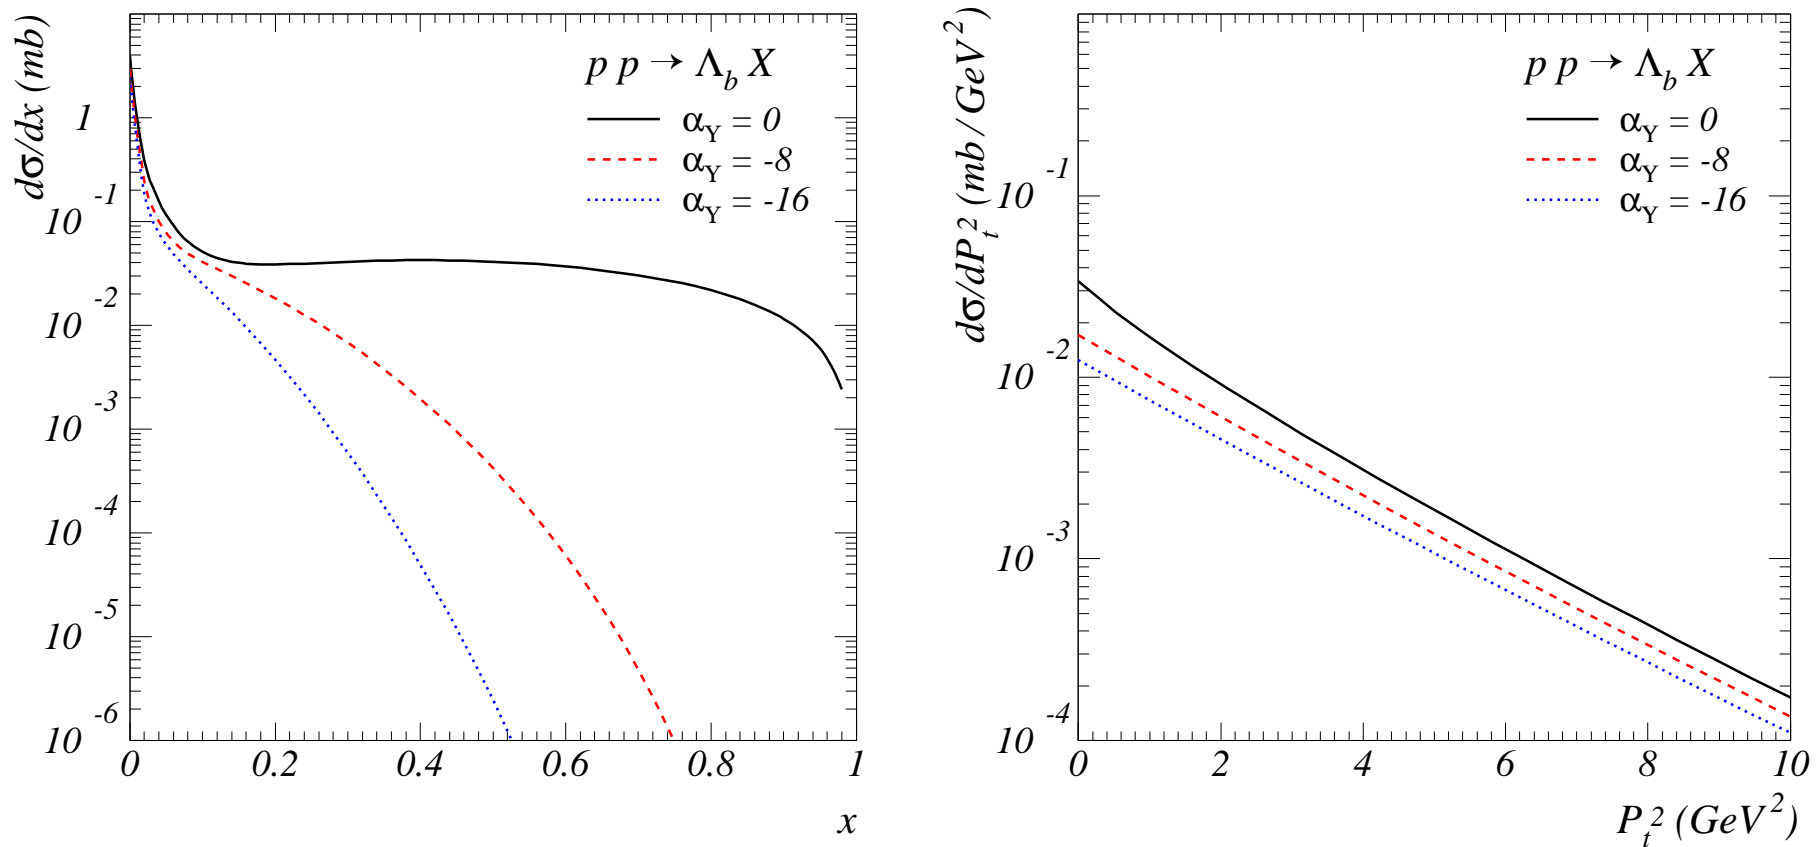 dσ/dx (mb)
p p → Λ_b X
α_Y = 0
α_Y = -8
α_Y = -16
1
10^-1
10^-2
10^-3
10^-4
10^-5
10^-6
0 0.2 0.4 0.6 0.8 1
x
dσ/dP_t^2 (mb / GeV^2)
p p → Λ_b X
α_Y = 0
α_Y = -8
α_Y = -16
10^-1
10^-2
10^-3
10^-4
0 2 4 6 8 10
P_t^2 (GeV^2)